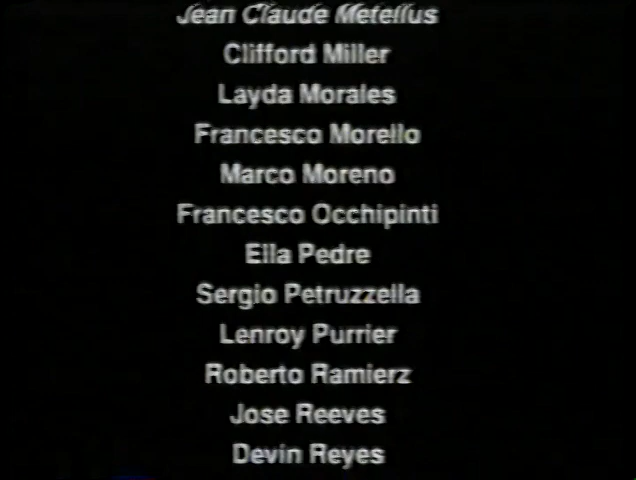 Jean Claude Metellus
Clifford Miller
Layda Morales
Francesco Morello
Marco Moreno
Francesco Occhipinti
Ella Pedre
Sergio Petruzzella
Lenroy Purrier
Roberto Ramierz
Jose Reeves
Devin Reyes